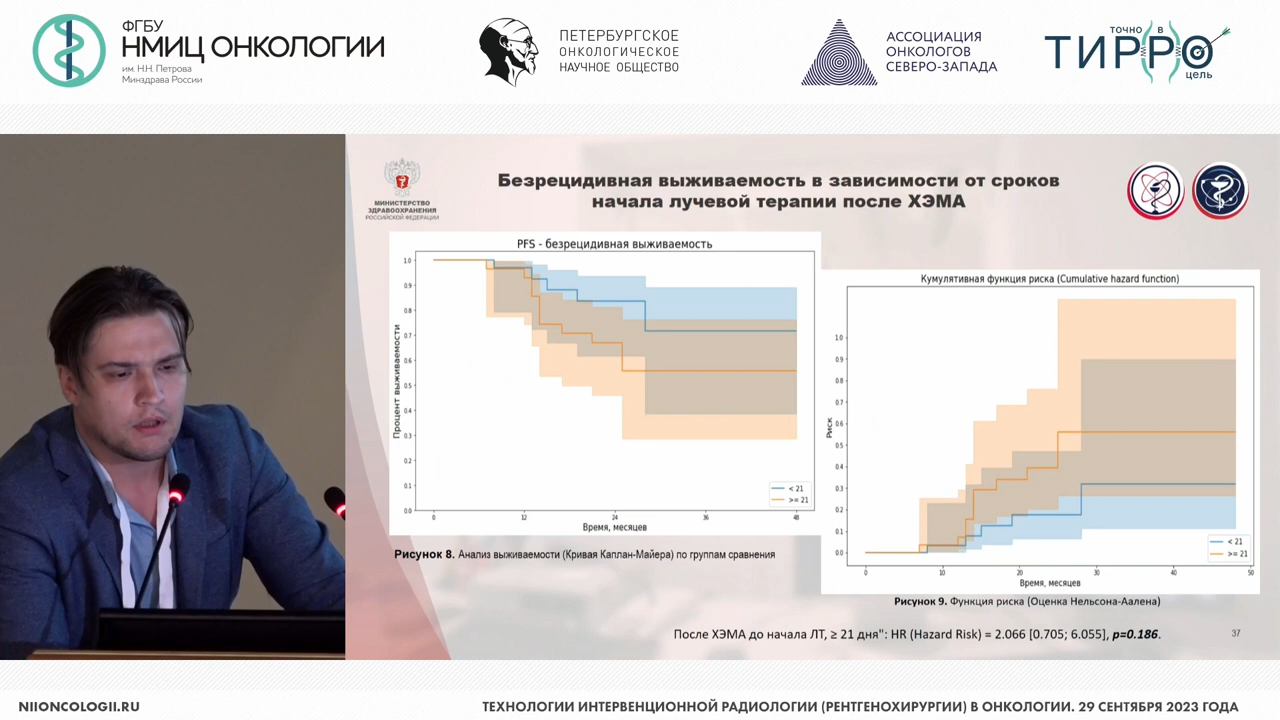 ФГБУ
НМИЦ ОНКОЛОГИИ
им. Н.Н. Петрова
Минздрава России
ПЕТЕРБУРГСКОЕ
ОНКОЛОГИЧЕСКОЕ
НАУЧНОЕ ОБЩЕСТВО
АССОЦИАЦИЯ
ОНКОЛОГОВ
СЕВЕРО-ЗАПАДА
ТОЧНО В
ТИРРО
цель
МИНИСТЕРСТВО
ЗДРАВООХРАНЕНИЯ
РОССИЙСКОЙ ФЕДЕРАЦИИ
Безрецидивная выживаемость в зависимости от сроков
начала лучевой терапии после ХЭМА
PFS - безрецидивная выживаемость
Процент выживаемости
1.0
0.9
0.8
0.7
0.6
0.5
0.4
0.3
0.2
0.1
0.0
0
12
24
36
48
Время, месяцев
< 21
>= 21
Рисунок 8. Анализ выживаемости (Кривая Каплан-Майера) по группам сравнения
Кумулятивная функция риска (Cumulative hazard function)
Риск
1.0
0.9
0.8
0.7
0.6
0.5
0.4
0.3
0.2
0.1
0.0
0
10
20
30
40
50
Время, месяцев
< 21
>= 21
Рисунок 9. Функция риска (Оценка Нельсона-Аалена)
После ХЭМА до начала ЛТ, ≥ 21 дня": HR (Hazard Risk) = 2.066 [0.705; 6.055], p=0.186.
37
NIIONCOLOGII.RU
ТЕХНОЛОГИИ ИНТЕРВЕНЦИОННОЙ РАДИОЛОГИИ (РЕНТГЕНОХИРУРГИИ) В ОНКОЛОГИИ. 29 СЕНТЯБРЯ 2023 ГОДА